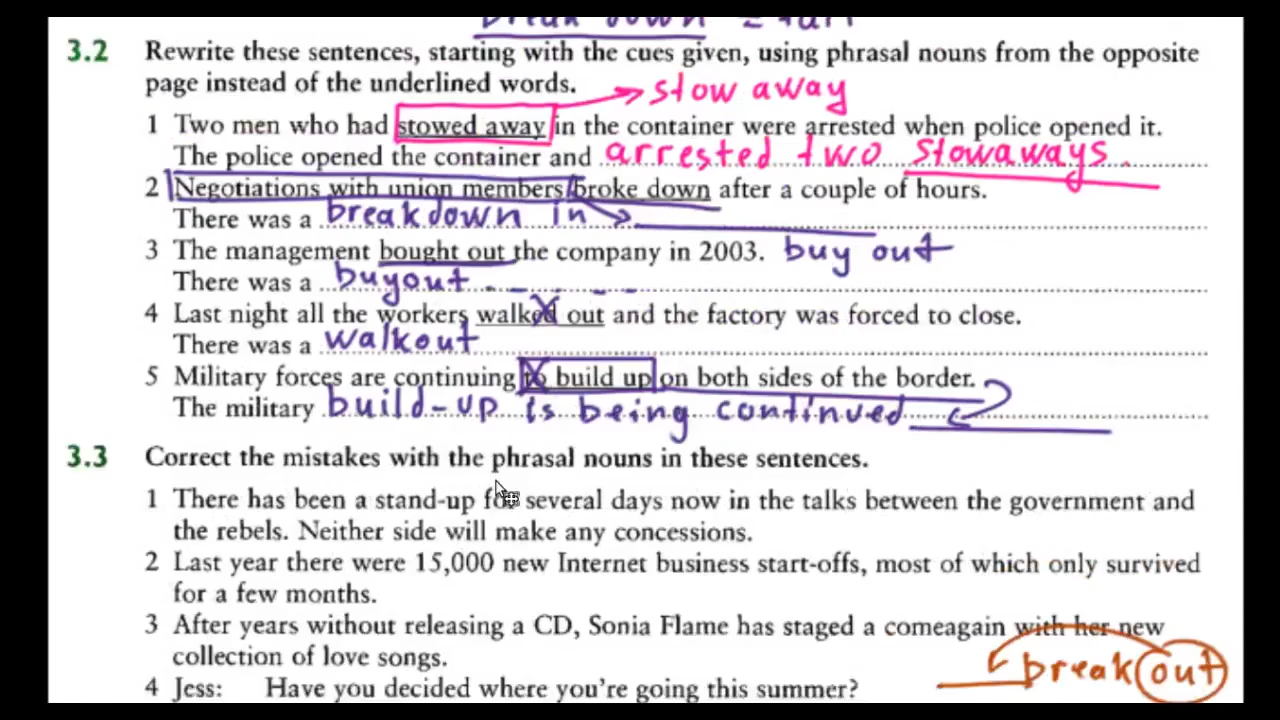 break down = fail
3.2 Rewrite these sentences, starting with the cues given, using phrasal nouns from the opposite
page instead of the underlined words.
stow away
1 Two men who had stowed away in the container were arrested when police opened it.
The police opened the container and arrested two stowaways.
2 Negotiations with union members broke down after a couple of hours.
There was a breakdown in
3 The management bought out the company in 2003. buy out
There was a buyout
4 Last night all the workers walked out and the factory was forced to close.
There was a walkout
5 Military forces are continuing to build up on both sides of the border.
The military build-up is being continued
3.3 Correct the mistakes with the phrasal nouns in these sentences.
1 There has been a stand-up for several days now in the talks between the government and
the rebels. Neither side will make any concessions.
2 Last year there were 15,000 new Internet business start-offs, most of which only survived
for a few months.
3 After years without releasing a CD, Sonia Flame has staged a comeagain with her new
collection of love songs.
breakout
4 Jess: Have you decided where you're going this summer?